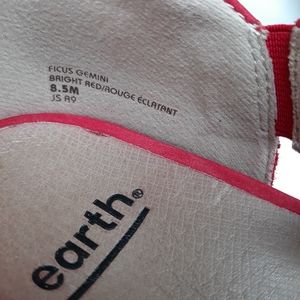 FICUS GEMINI
BRIGHT RED/ROUGE ÉCLATANT
8.5M
JS A9
earth®